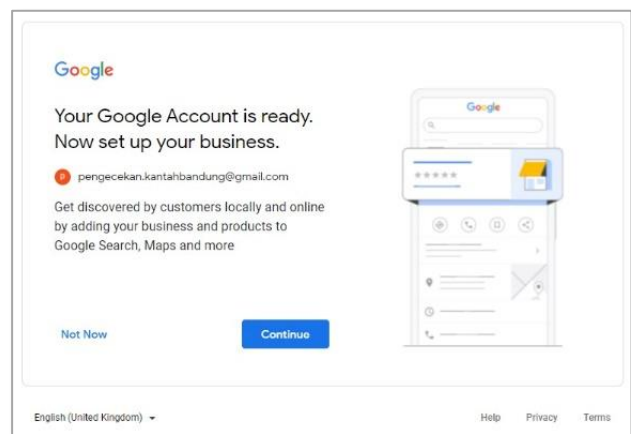 Google
Your Google Account is ready.
Now set up your business.
pengecekan.kantahbandung@gmail.com
Get discovered by customers locally and online
by adding your business and products to
Google Search, Maps and more
Not Now
Continue
Google
English (United Kingdom)
Help Privacy Terms